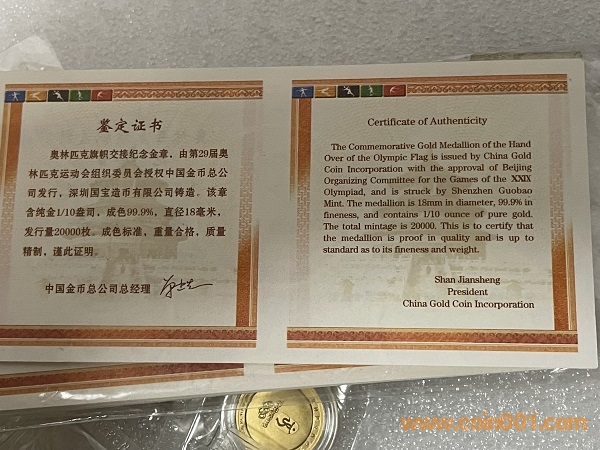 鉴定证书
奥林匹克旗帜交接纪念金章，由第29届奥
林匹克运动会组织委员会授权中国金币总公
司发行，深圳国宝造币有限公司铸造。该章
含纯金1/10盎司，成色99.9%，直径18毫米，
发行量20000枚。成色标准，重量合格，质量
精制，谨此证明。
中国金币总公司总经理
Certificate of Authenticity
The Commemorative Gold Medallion of the Hand
Over of the Olympic Flag is issued by China Gold
Coin Incorporation with the approval of Beijing
Organizing Committee for the Games of the XXIX
Olympiad, and is struck by Shenzhen Guobao
Mint. The medallion is 18mm in diameter, 99.9% in
fineness, and contains 1/10 ounce of pure gold.
The total mintage is 20000. This is to certify that
the medallion is proof in quality and is up to
standard as to its fineness and weight.
Shan Jiansheng
President
China Gold Coin Incorporation
www.coin001.com